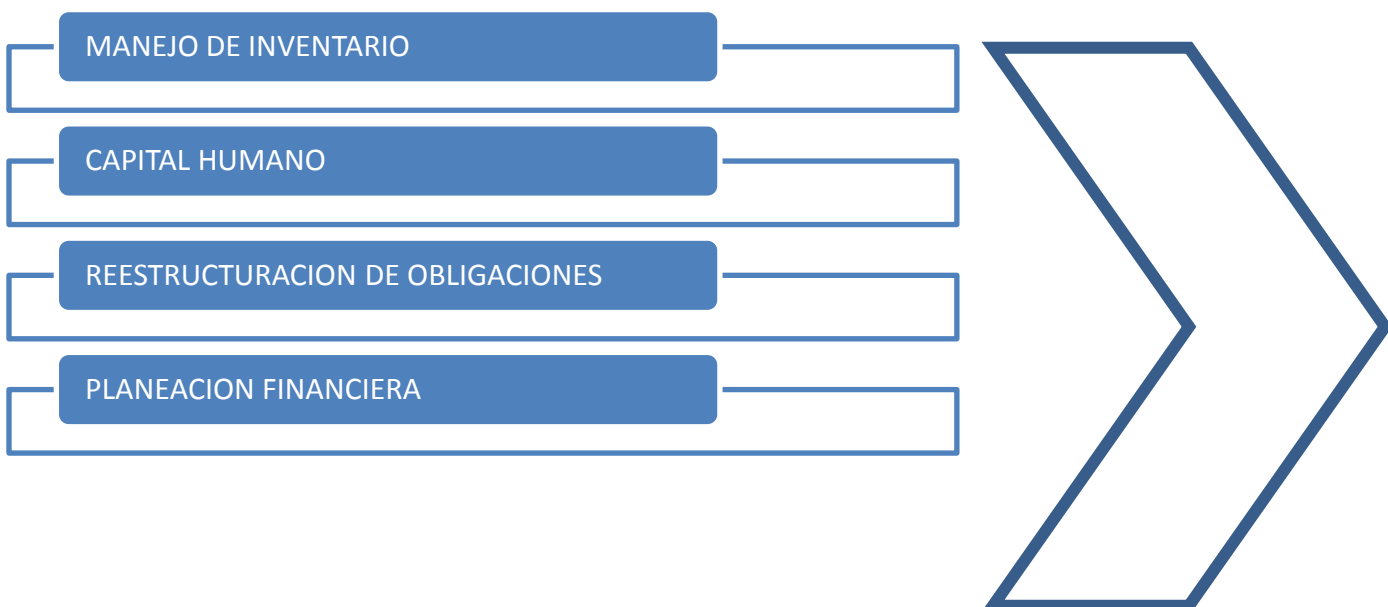 MANEJO DE INVENTARIO
CAPITAL HUMANO
REESTRUCTURACION DE OBLIGACIONES
PLANEACION FINANCIERA